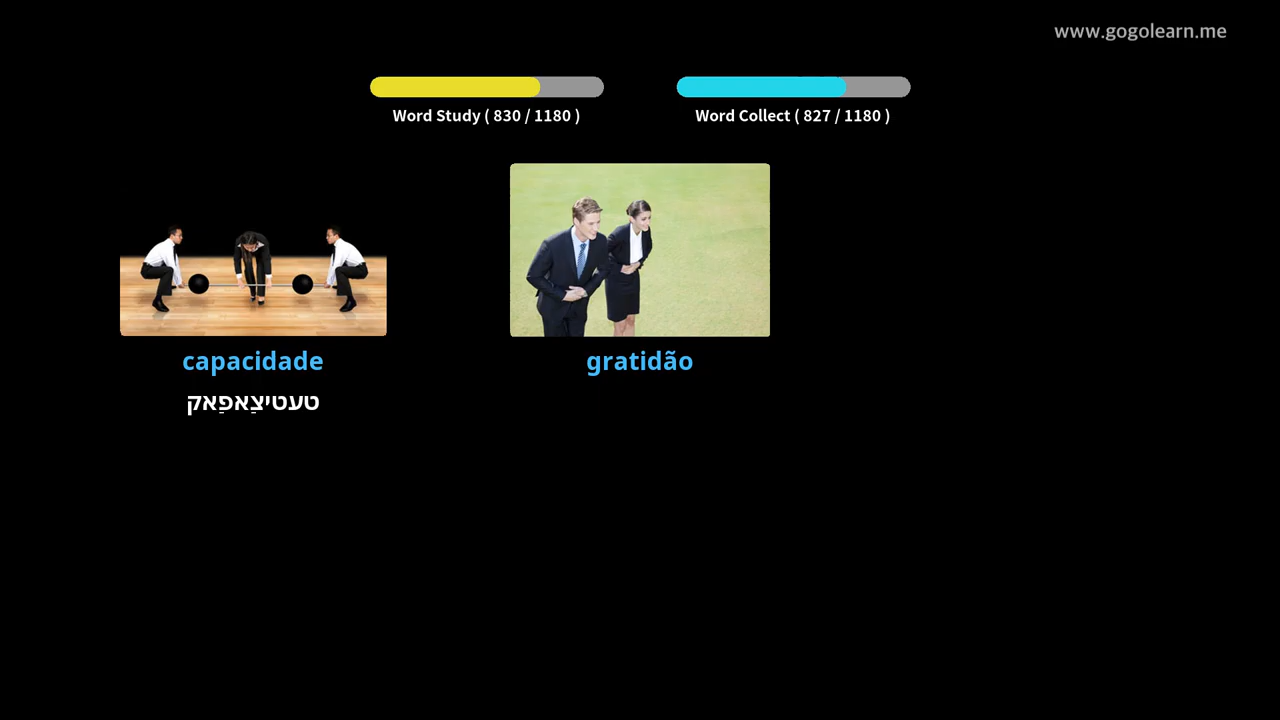 www.gogolearn.me
Word Study ( 830 / 1180 )
Word Collect ( 827 / 1180 )
capacidade
gratidão
טעטיצַאפַאק